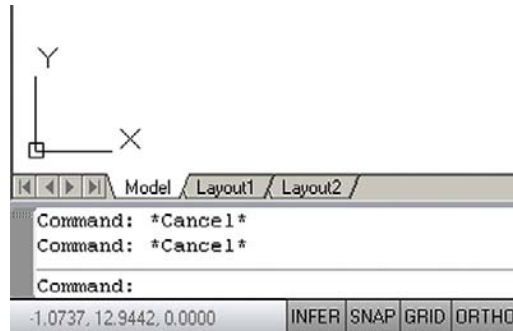 Y
X
Model Layout1 Layout2
Command: *Cancel*
Command: *Cancel*
Command:
-1.0737, 12.9442, 0.0000 INFER SNAP GRID ORTHO